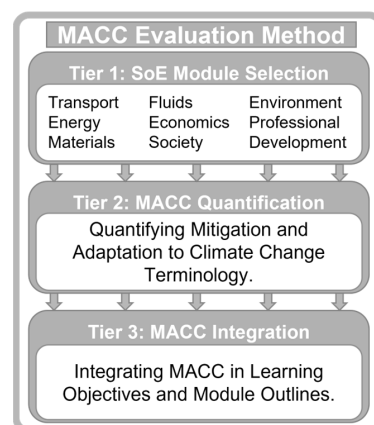 MACC Evaluation Method
Tier 1: SoE Module Selection
Transport Fluids Environment
Energy Economics Professional
Materials Society Development
Tier 2: MACC Quantification
Quantifying Mitigation and
Adaptation to Climate Change
Terminology.
Tier 3: MACC Integration
Integrating MACC in Learning
Objectives and Module Outlines.